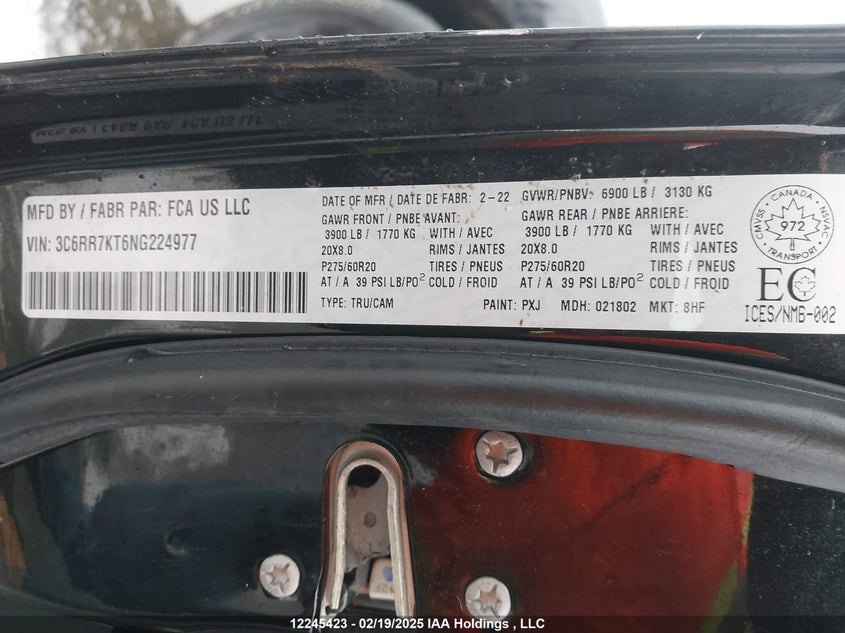 MFD BY / FABR PAR: FCA US LLC
VIN: 3C6RR7KT6NG224977
DATE OF MFR / DATE DE FABR: 2-22 GVWR/PNBV: 6900 LB / 3130 KG
GAWR FRONT / PNBE AVANT: GAWR REAR / PNBE ARRIERE:
3900 LB / 1770 KG WITH / AVEC 3900 LB / 1770 KG WITH / AVEC
20X8.0 RIMS / JANTES 20X8.0 RIMS / JANTES
P275/60R20 TIRES / PNEUS P275/60R20 TIRES / PNEUS
AT / A 39 PSI LB/PO² COLD / FROID AT / A 39 PSI LB/PO² COLD / FROID
TYPE: TRU/CAM PAINT: PXJ MDH: 021802 MKT: 8HF
CANADA
CMVSS 972 NSVAC
TRANSPORT
EC
ICES/NMB-002
12245423 - 02/19/2025 IAA Holdings , LLC